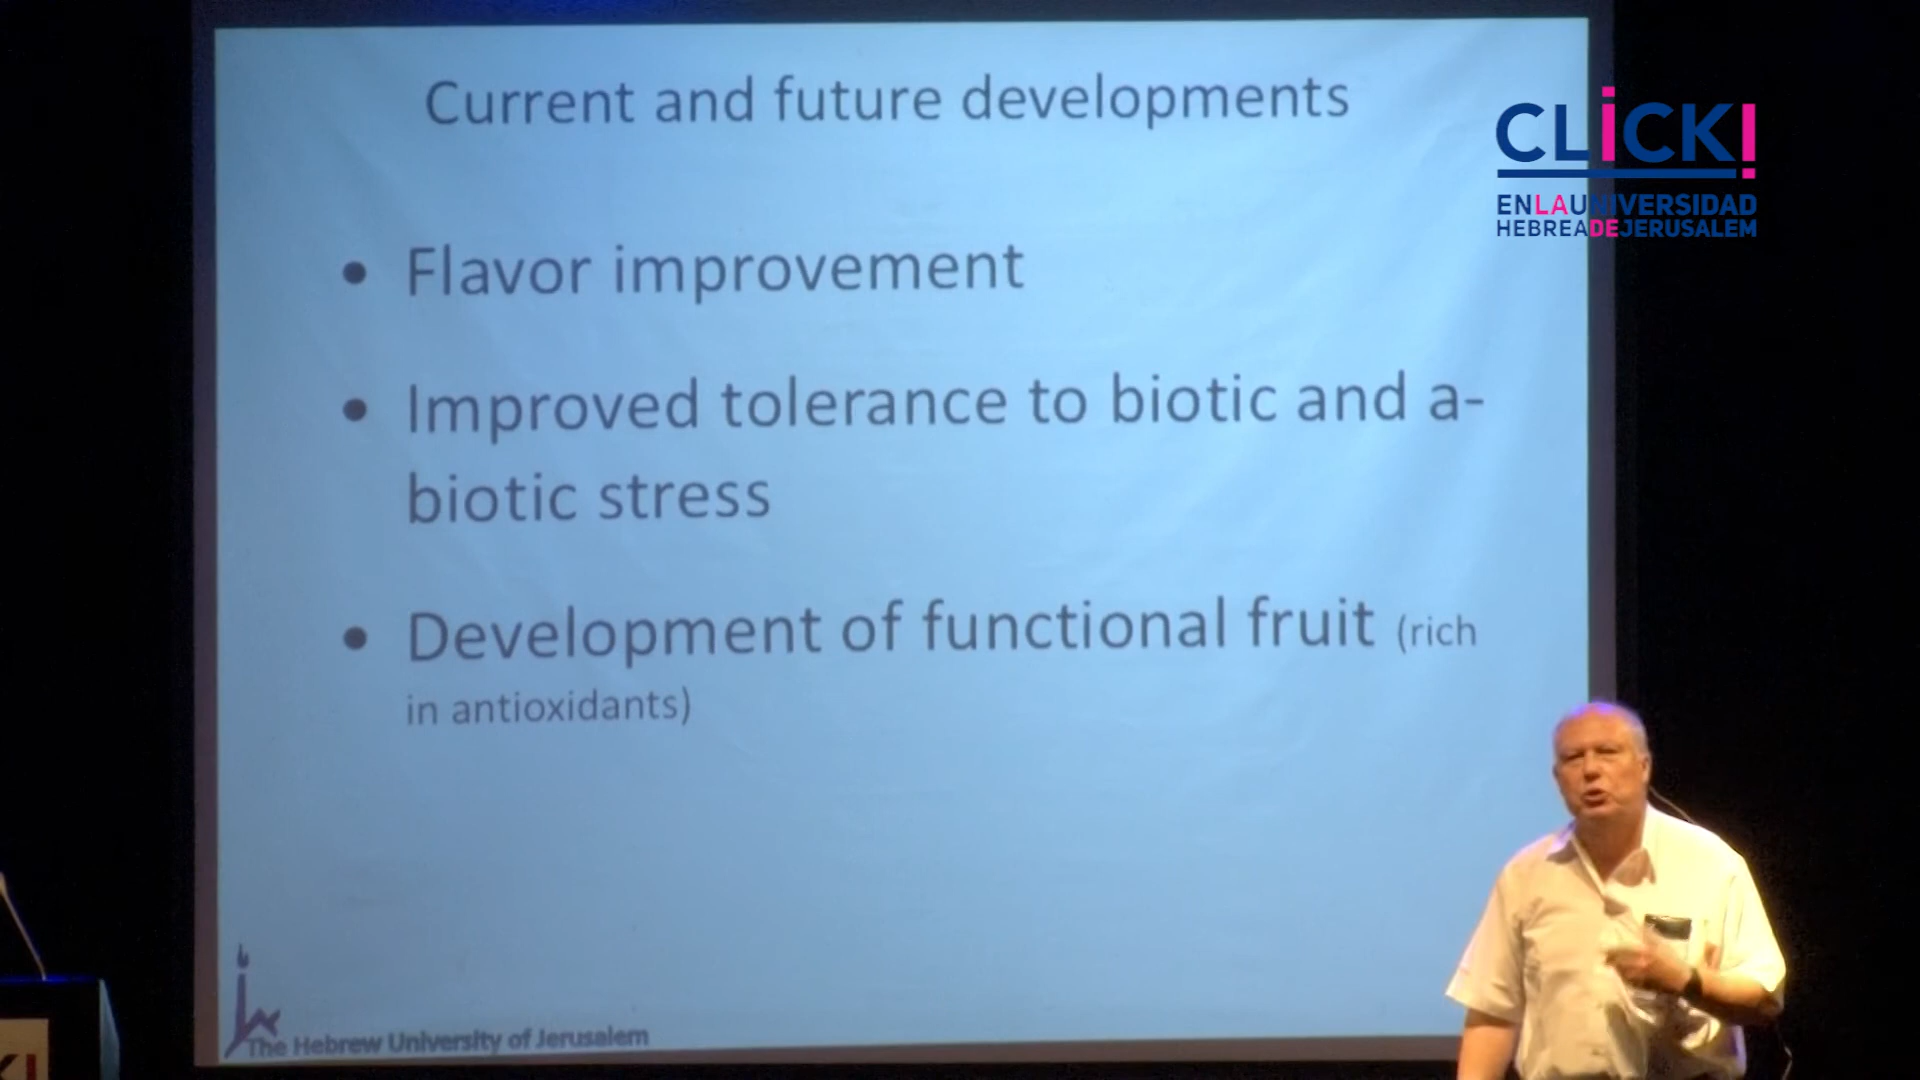 Current and future developments
CLiCK!
ENLAUNIVERSIDAD
HEBREADEJERUSALEM
• Flavor improvement
• Improved tolerance to biotic and a-
biotic stress
• Development of functional fruit (rich
in antioxidants)
The Hebrew University of Jerusalem
K!